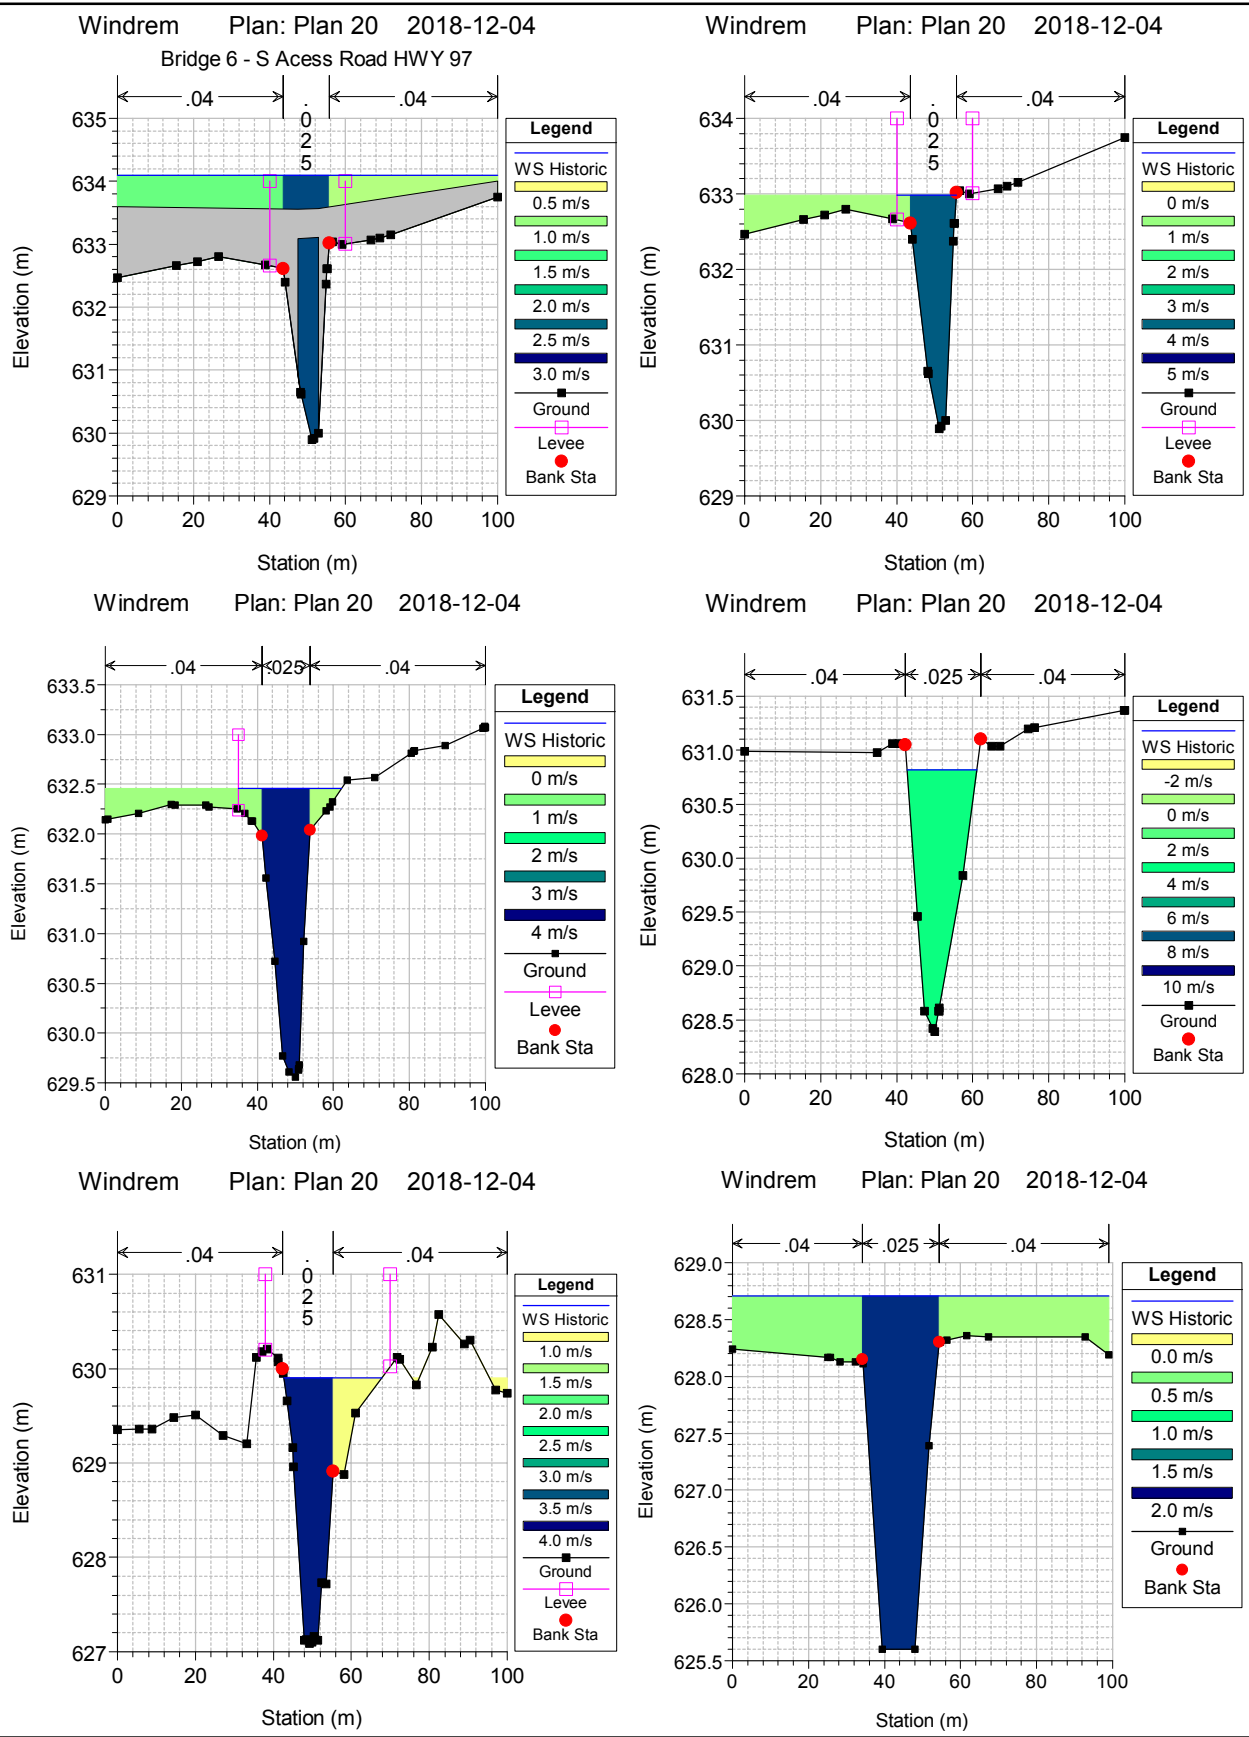 Windrem Plan: Plan 20 2018-12-04
Bridge 6 - S Acess Road HWY 97
.04
.025
.04
635
634
633
632
631
630
629
0 20 40 60 80 100
Elevation (m)
Station (m)
Legend
WS Historic
0.5 m/s
1.0 m/s
1.5 m/s
2.0 m/s
2.5 m/s
3.0 m/s
Ground
Levee
Bank Sta
Windrem Plan: Plan 20 2018-12-04
.04
.025
.04
634
633
632
631
630
629
0 20 40 60 80 100
Elevation (m)
Station (m)
Legend
WS Historic
0 m/s
1 m/s
2 m/s
3 m/s
4 m/s
5 m/s
Ground
Levee
Bank Sta
Windrem Plan: Plan 20 2018-12-04
.04 .025 .04
633.5
633.0
632.5
632.0
631.5
631.0
630.5
630.0
629.5
0 20 40 60 80 100
Elevation (m)
Station (m)
Legend
WS Historic
0 m/s
1 m/s
2 m/s
3 m/s
4 m/s
Ground
Levee
Bank Sta
Windrem Plan: Plan 20 2018-12-04
.04 .025 .04
631.5
631.0
630.5
630.0
629.5
629.0
628.5
628.0
0 20 40 60 80 100
Elevation (m)
Station (m)
Legend
WS Historic
-2 m/s
0 m/s
2 m/s
4 m/s
6 m/s
8 m/s
10 m/s
Ground
Bank Sta
Windrem Plan: Plan 20 2018-12-04
.04
.025
.04
631
630
629
628
627
0 20 40 60 80 100
Elevation (m)
Station (m)
Legend
WS Historic
1.0 m/s
1.5 m/s
2.0 m/s
2.5 m/s
3.0 m/s
3.5 m/s
4.0 m/s
Ground
Levee
Bank Sta
Windrem Plan: Plan 20 2018-12-04
.04 .025 .04
629.0
628.5
628.0
627.5
627.0
626.5
626.0
625.5
0 20 40 60 80 100
Elevation (m)
Station (m)
Legend
WS Historic
0.0 m/s
0.5 m/s
1.0 m/s
1.5 m/s
2.0 m/s
Ground
Bank Sta